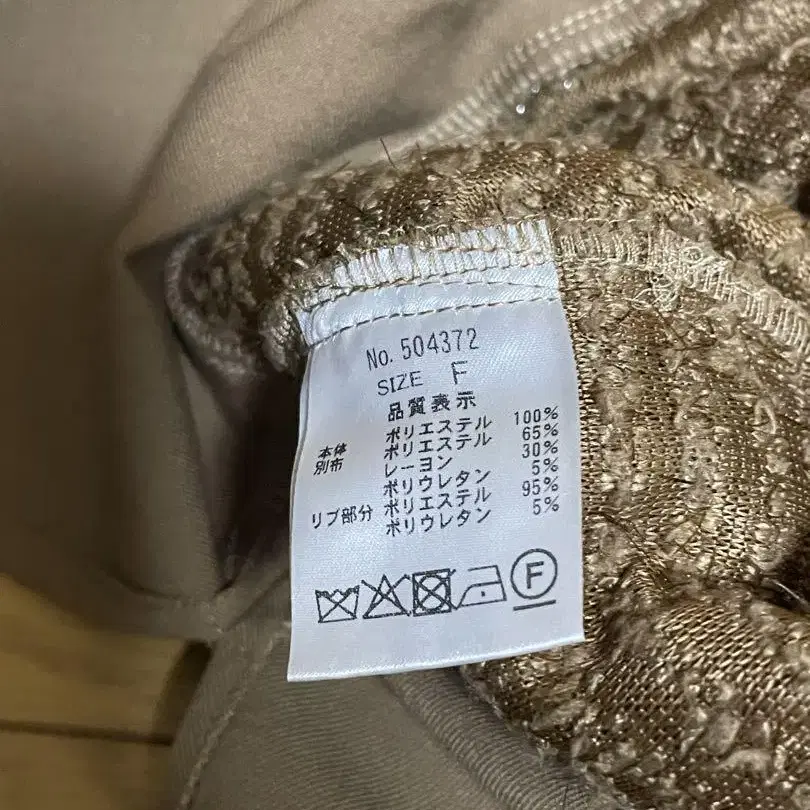 No. 504372
SIZE F
品質表示
本体 ポリエステル 100%
別布 ポリエステル 65%
レーヨン 30%
ポリウレタン 5%
リブ部分 ポリエステル 95%
ポリウレタン 5%
F